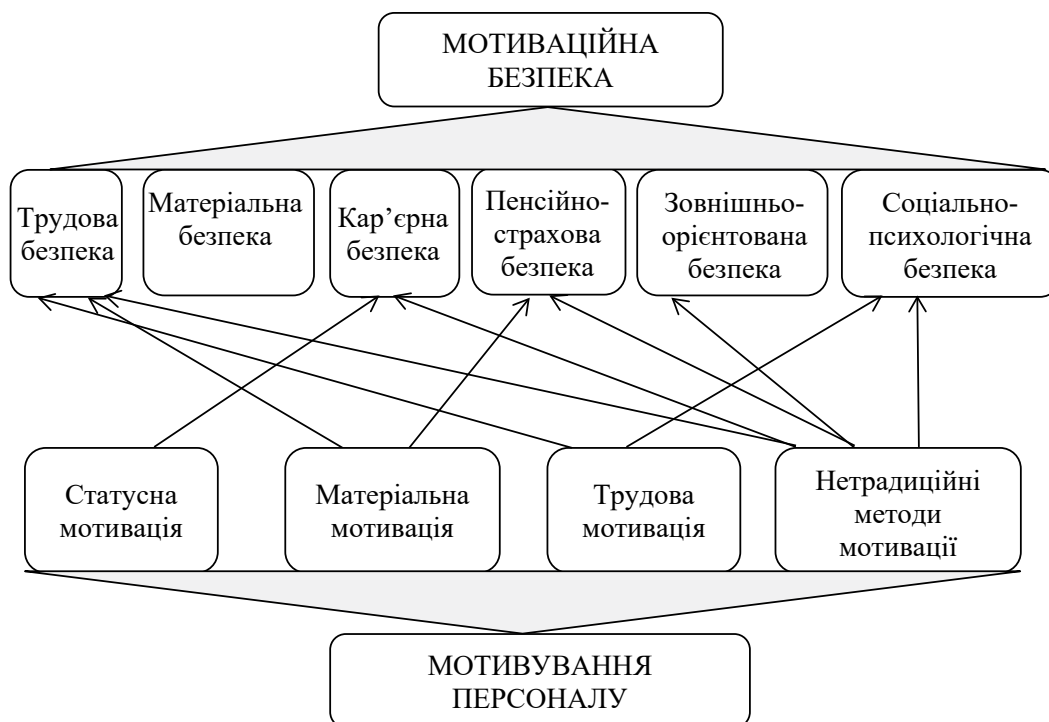 МОТИВАЦІЙНА
БЕЗПЕКА
Трудова
безпека
Матеріальна
безпека
Кар’єрна
безпека
Пенсійно-
страхова
безпека
Зовнішньо-
орієнтована
безпека
Соціально-
психологічна
безпека
Статусна
мотивація
Матеріальна
мотивація
Трудова
мотивація
Нетрадиційні
методи
мотивації
МОТИВУВАННЯ
ПЕРСОНАЛУ